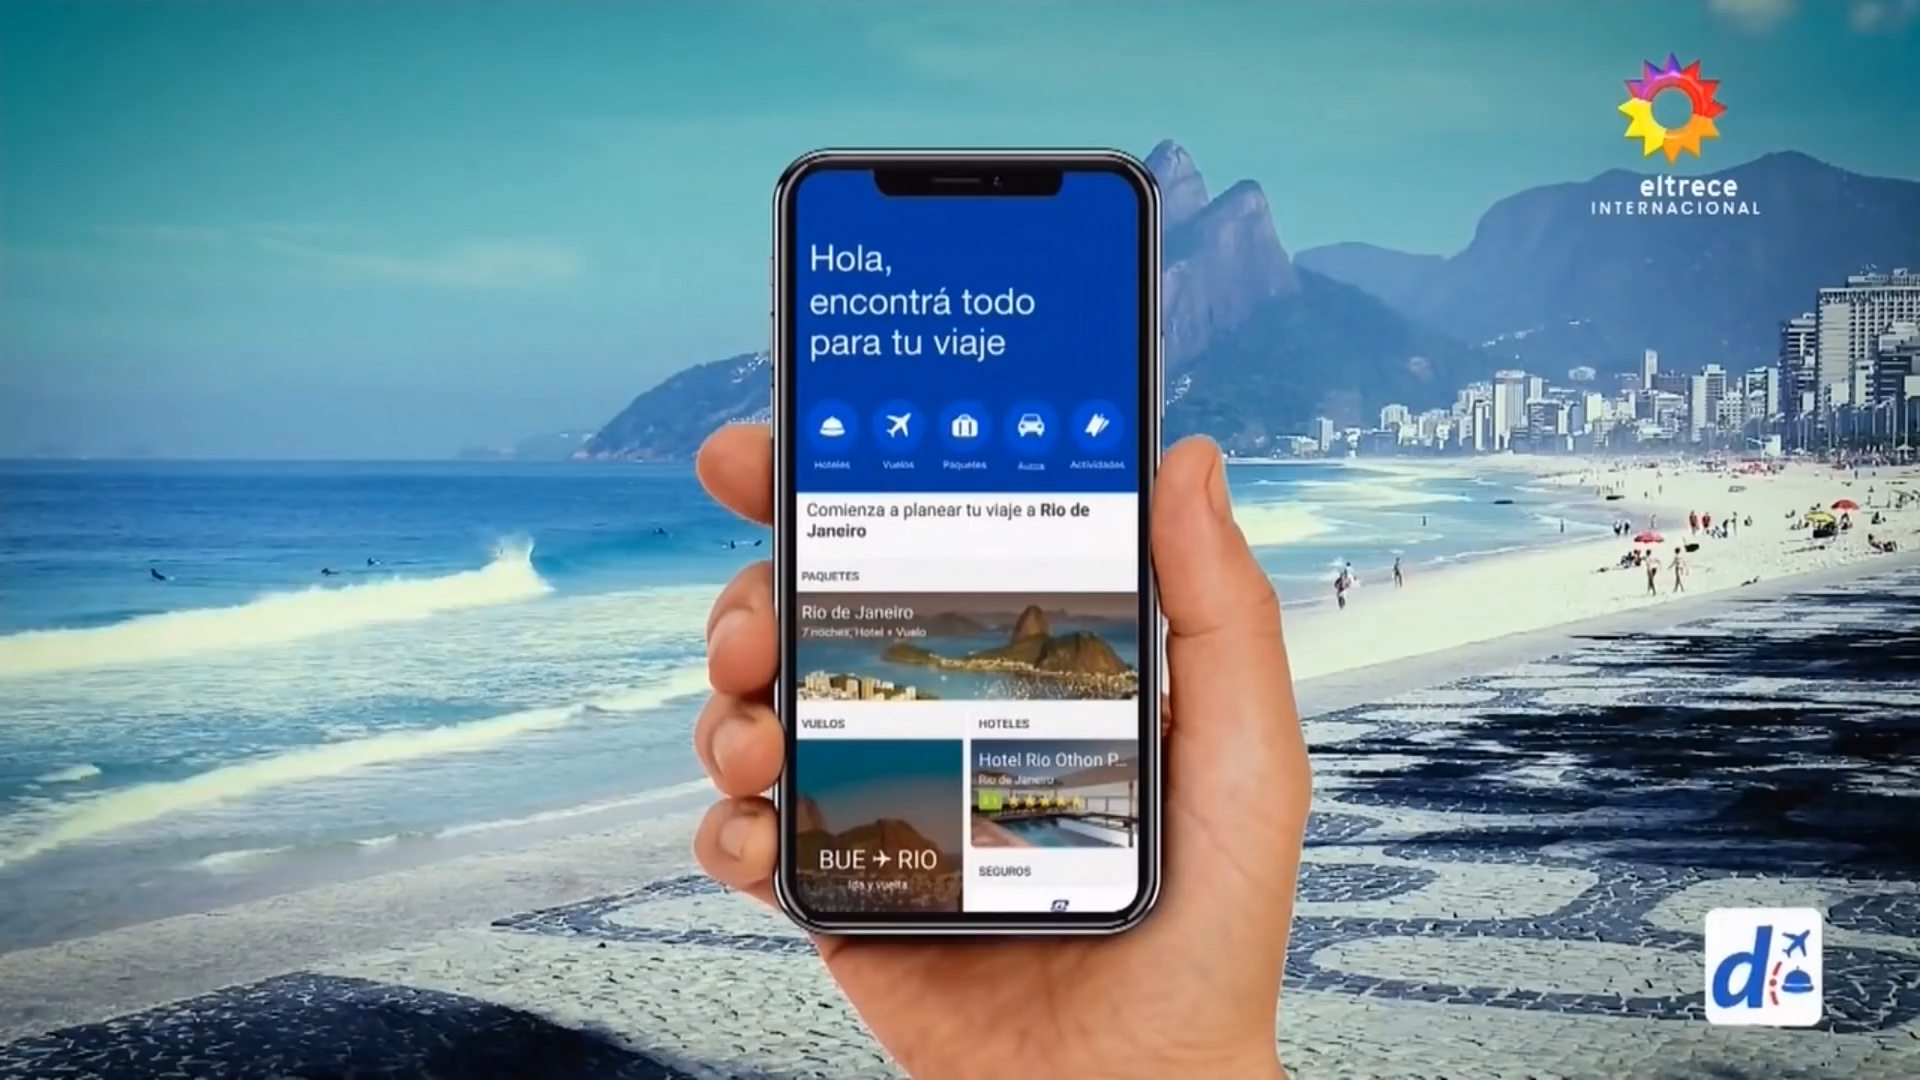 eltrece
INTERNACIONAL
Hola,
encontrá todo
para tu viaje
Hoteles
Vuelos
Paquetes
Autos
Actividades
Comienza a planear tu viaje a Rio de
Janeiro
PAQUETES
Rio de Janeiro
7 noches, Hotel + Vuelo
VUELOS
HOTELES
BUE ✈ RIO
Ida y vuelta
Hotel Rio Othon P...
Rio de Janeiro
SEGUROS
d